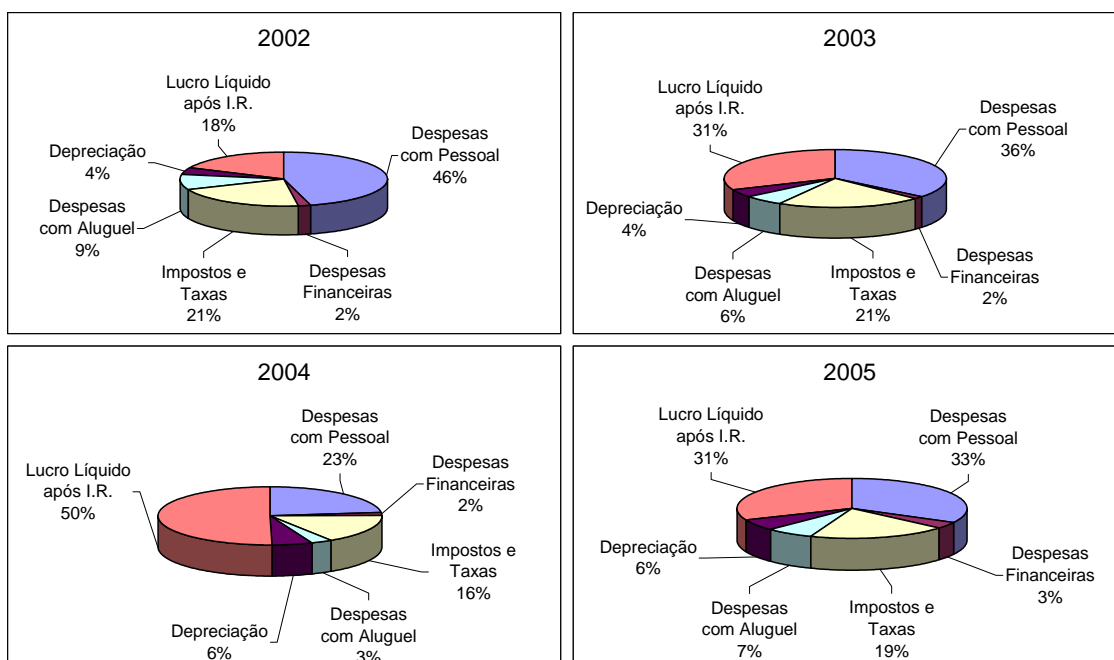 2002
Lucro Líquido
após I.R.
18%
Despesas
com Pessoal
46%
Depreciação
4%
Despesas
com Aluguel
9%
Impostos e
Taxas
21%
Despesas
Financeiras
2%
2003
Lucro Líquido
após I.R.
31%
Despesas
com Pessoal
36%
Depreciação
4%
Despesas
com Aluguel
6%
Impostos e
Taxas
21%
Despesas
Financeiras
2%
2004
Despesas
com Pessoal
23%
Despesas
Financeiras
2%
Lucro Líquido
após I.R.
50%
Impostos e
Taxas
16%
Depreciação
6%
Despesas
com Aluguel
3%
2005
Lucro Líquido
após I.R.
31%
Despesas
com Pessoal
33%
Depreciação
6%
Despesas
com Aluguel
7%
Impostos e
Taxas
19%
Despesas
Financeiras
3%